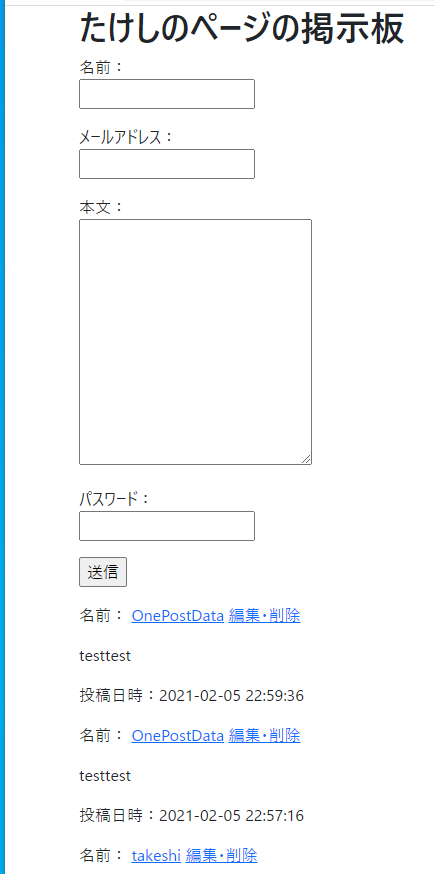 たけしのページの掲示板
名前：
メールアドレス：
本文：
パスワード：
送信
名前： OnePostData 編集・削除
testtest
投稿日時：2021-02-05 22:59:36
名前： OnePostData 編集・削除
testtest
投稿日時：2021-02-05 22:57:16
名前： takeshi 編集・削除